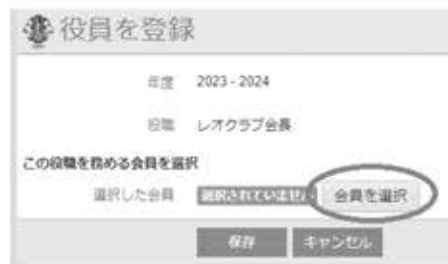 役員を登録
年度 2023 - 2024
役職 レオクラブ会長
この役職を務める会員を選択
選択した会員 選択されていません 会員を選択
保存 キャンセル